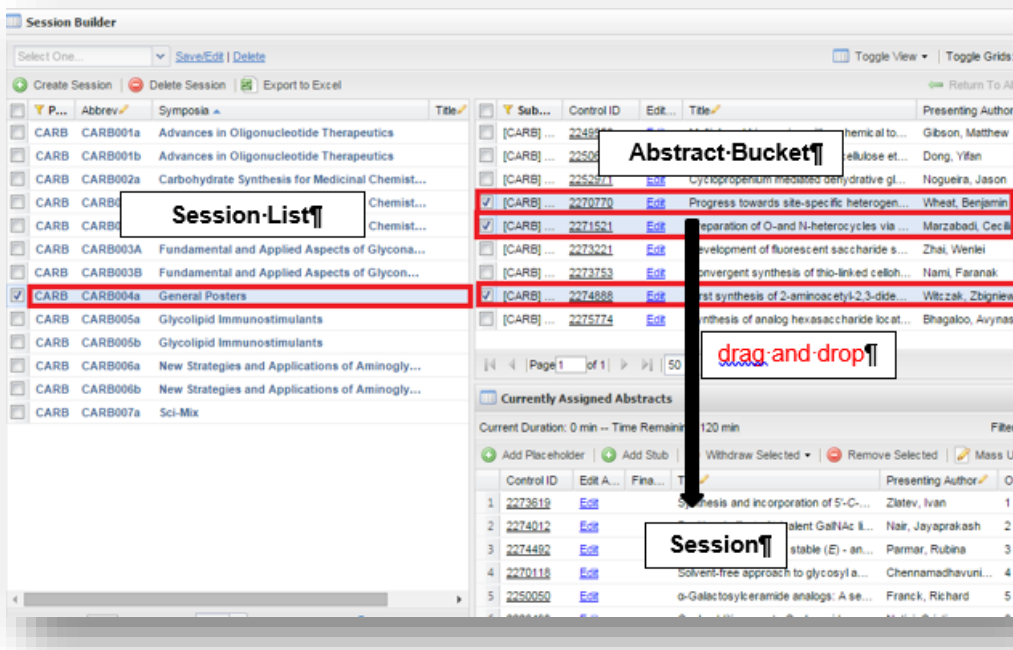 Session Builder
Select One... Save/Edit | Delete Toggle View Toggle Grids:
Create Session Delete Session Export to Excel Return To
P... Abbrev Symposia Title
CARB CARB001a Advances in Oligonucleotide Therapeutics
CARB CARB001b Advances in Oligonucleotide Therapeutics
CARB CARB002a Carbohydrate Synthesis for Medicinal Chemist...
Chemist...
Chemist...
Session·List¶
CARB CARB003A Fundamental and Applied Aspects of Glycona...
CARB CARB003B Fundamental and Applied Aspects of Glycon...
CARB CARB004a General Posters
CARB CARB005a Glycolipid Immunostimulants
CARB CARB005b Glycolipid Immunostimulants
CARB CARB006a New Strategies and Applications of Aminogly...
CARB CARB006b New Strategies and Applications of Aminogly...
CARB CARB007a Sci-Mix
Sub... Control ID Edit... Title Presenting Author
[CARB] ... Gibson, Matthew
[CARB] ... Dong, Yifan
Abstract·Bucket¶
[CARB] ... 2252971 Edit Cyclopropenium mediated dehydrative gl... Nogueira, Jason
[CARB] ... 2270770 Edit Progress towards site-specific heterogen... Wheat, Benjamin
[CARB] ... 2271521 Edit Preparation of O-and N-heterocycles via ... Marzabadi,
[CARB] ... 2273221 Edit evelopment of fluorescent saccharide s... Zhai, Wenlei
[CARB] ... 2273753 Edit onvergent synthesis of thio-linked celloh... Nami, Faranak
[CARB] ... 2274888 Edit rst synthesis of 2-aminoacetyl-2,3-dide... Witczak, Zbigniew
[CARB] ... 2275774 Edit nthesis of analog hexasaccharide locat... Bhagaloo,
Page 1 of 1 50
drag·and·drop¶
Currently Assigned Abstracts
Current Duration: 0 min -- Time Remaining 120 min
Add Placeholder Add Stub Withdraw Selected Remove Selected Mass
Control ID Edit A... Fina... Presenting Author
1 2273619 Edit Synthesis and incorporation of 5'-C-... Zlatev, Ivan 1
2 2274012 Edit alent GalNAc li... Nair, Jayaprakash 2
3 2274492 Edit stable (E) - an... Parmar, Rubina 3
Session¶
4 2270118 Edit Solvent-free approach to glycosyl a... Chennamadhavuni... 4
5 2250050 Edit α-Galactosylceramide analogs: A se... Franck, Richard 5